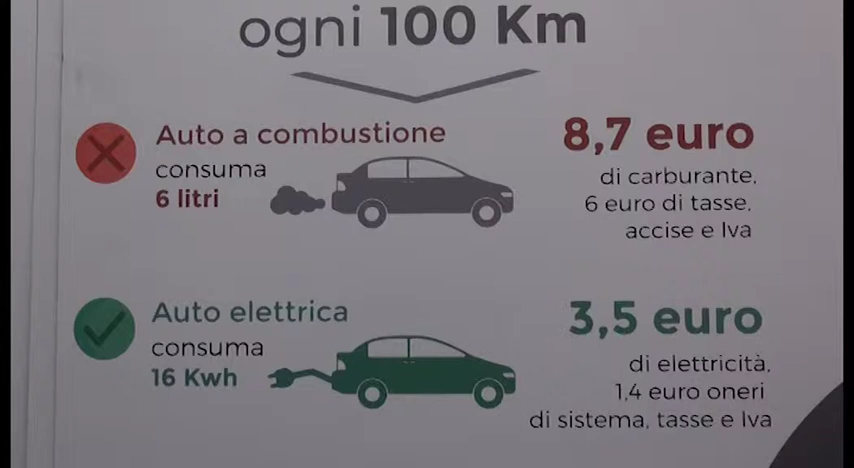 ogni 100 Km
Auto a combustione
consuma
6 litri
8,7 euro
di carburante,
6 euro di tasse,
accise e Iva
Auto elettrica
consuma
16 Kwh
3,5 euro
di elettricità,
1,4 euro oneri
di sistema, tasse e Iva